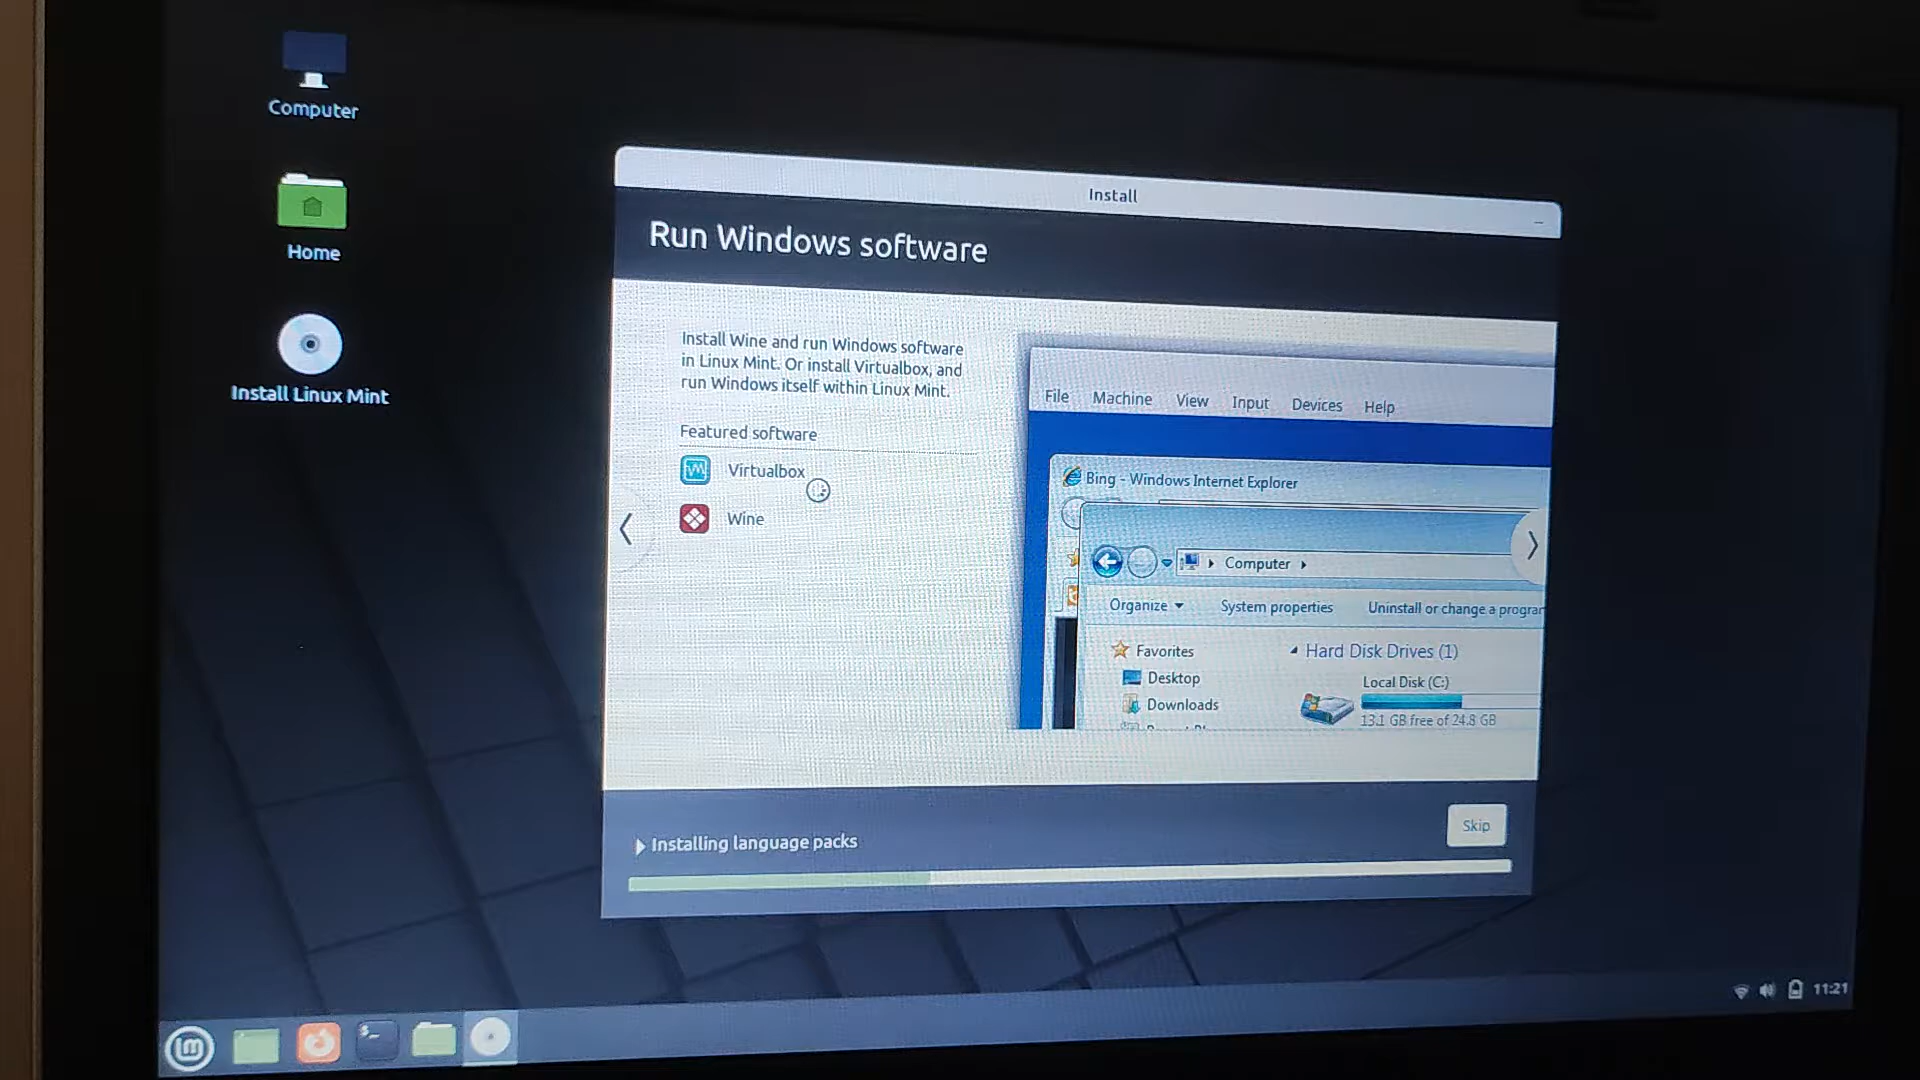 Computer
Home
Install Linux Mint
Install
Run Windows software
Install Wine and run Windows software
in Linux Mint. Or install Virtualbox, and
run Windows itself within Linux Mint.
Featured software
Virtualbox
Wine
File Machine View Input Devices Help
Bing - Windows Internet Explorer
Computer
Organize System properties Uninstall or change a progra
Favorites
Desktop
Downloads
Hard Disk Drives (1)
Local Disk (C:)
13.1 GB free of 24.8 GB
Installing language packs
Skip
11:21